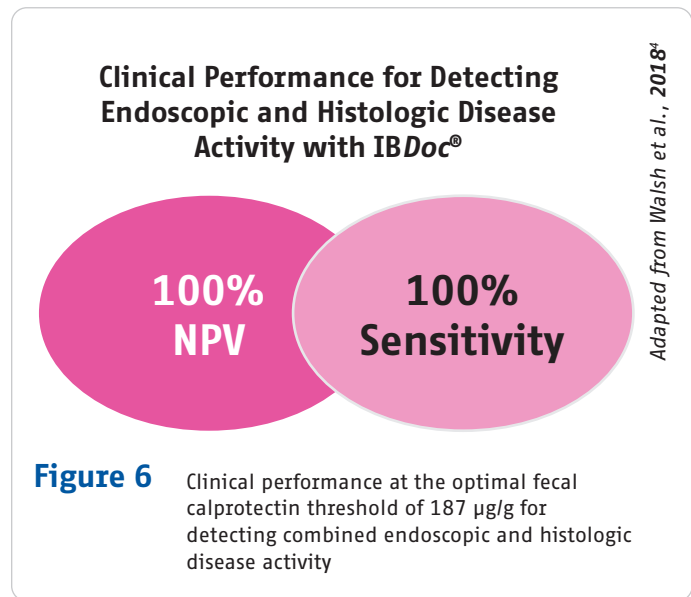 Clinical Performance for Detecting
Endoscopic and Histologic Disease
Activity with IBDoc®
Adapted from Walsh et al., 2018⁴
100%
NPV
100%
Sensitivity
Figure 6
Clinical performance at the optimal fecal
calprotectin threshold of 187 µg/g for
detecting combined endoscopic and histologic
disease activity